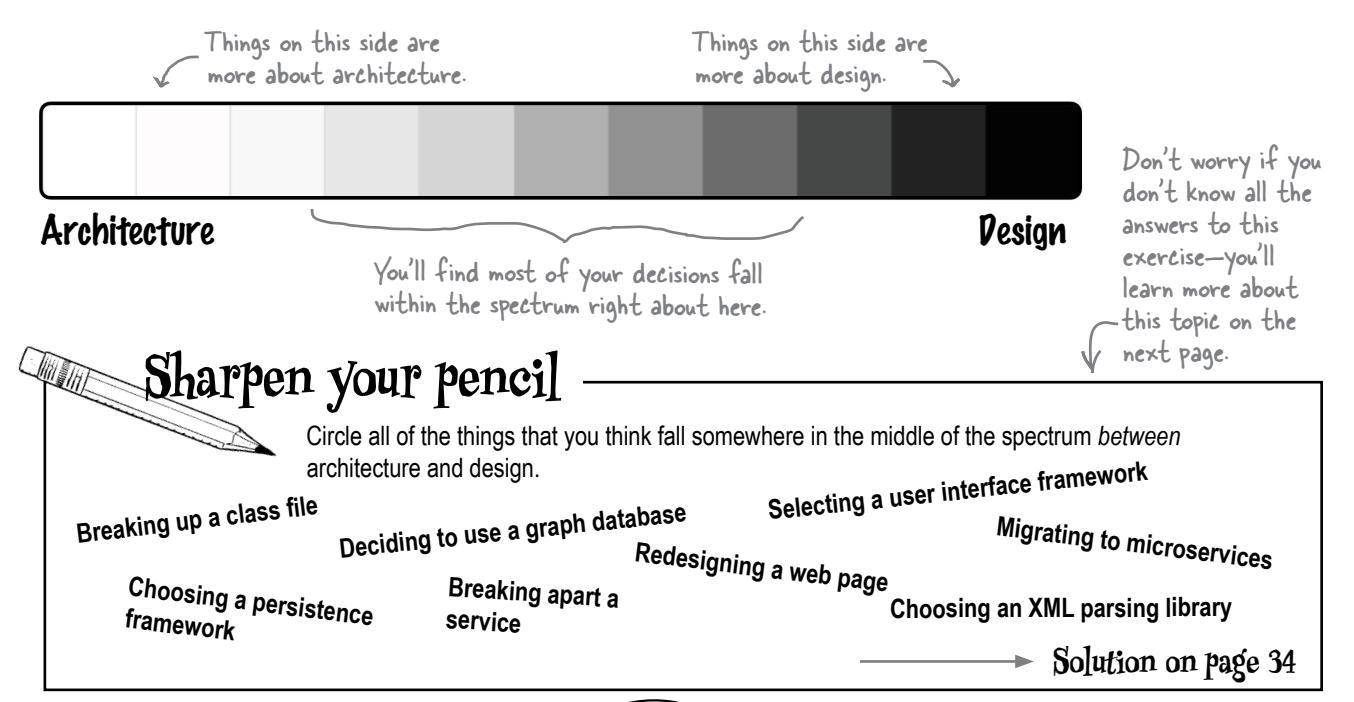 Things on this side are
more about architecture.
Things on this side are
more about design.
Architecture
Design
You'll find most of your decisions fall
within the spectrum right about here.
Don't worry if you
don't know all the
answers to this
exercise—you'll
learn more about
this topic on the
next page.
Sharpen your pencil
Circle all of the things that you think fall somewhere in the middle of the spectrum between
architecture and design.
Breaking up a class file
Deciding to use a graph database
Selecting a user interface framework
Migrating to microservices
Redesigning a web page
Choosing a persistence
framework
Breaking apart a
service
Choosing an XML parsing library
Solution on page 34